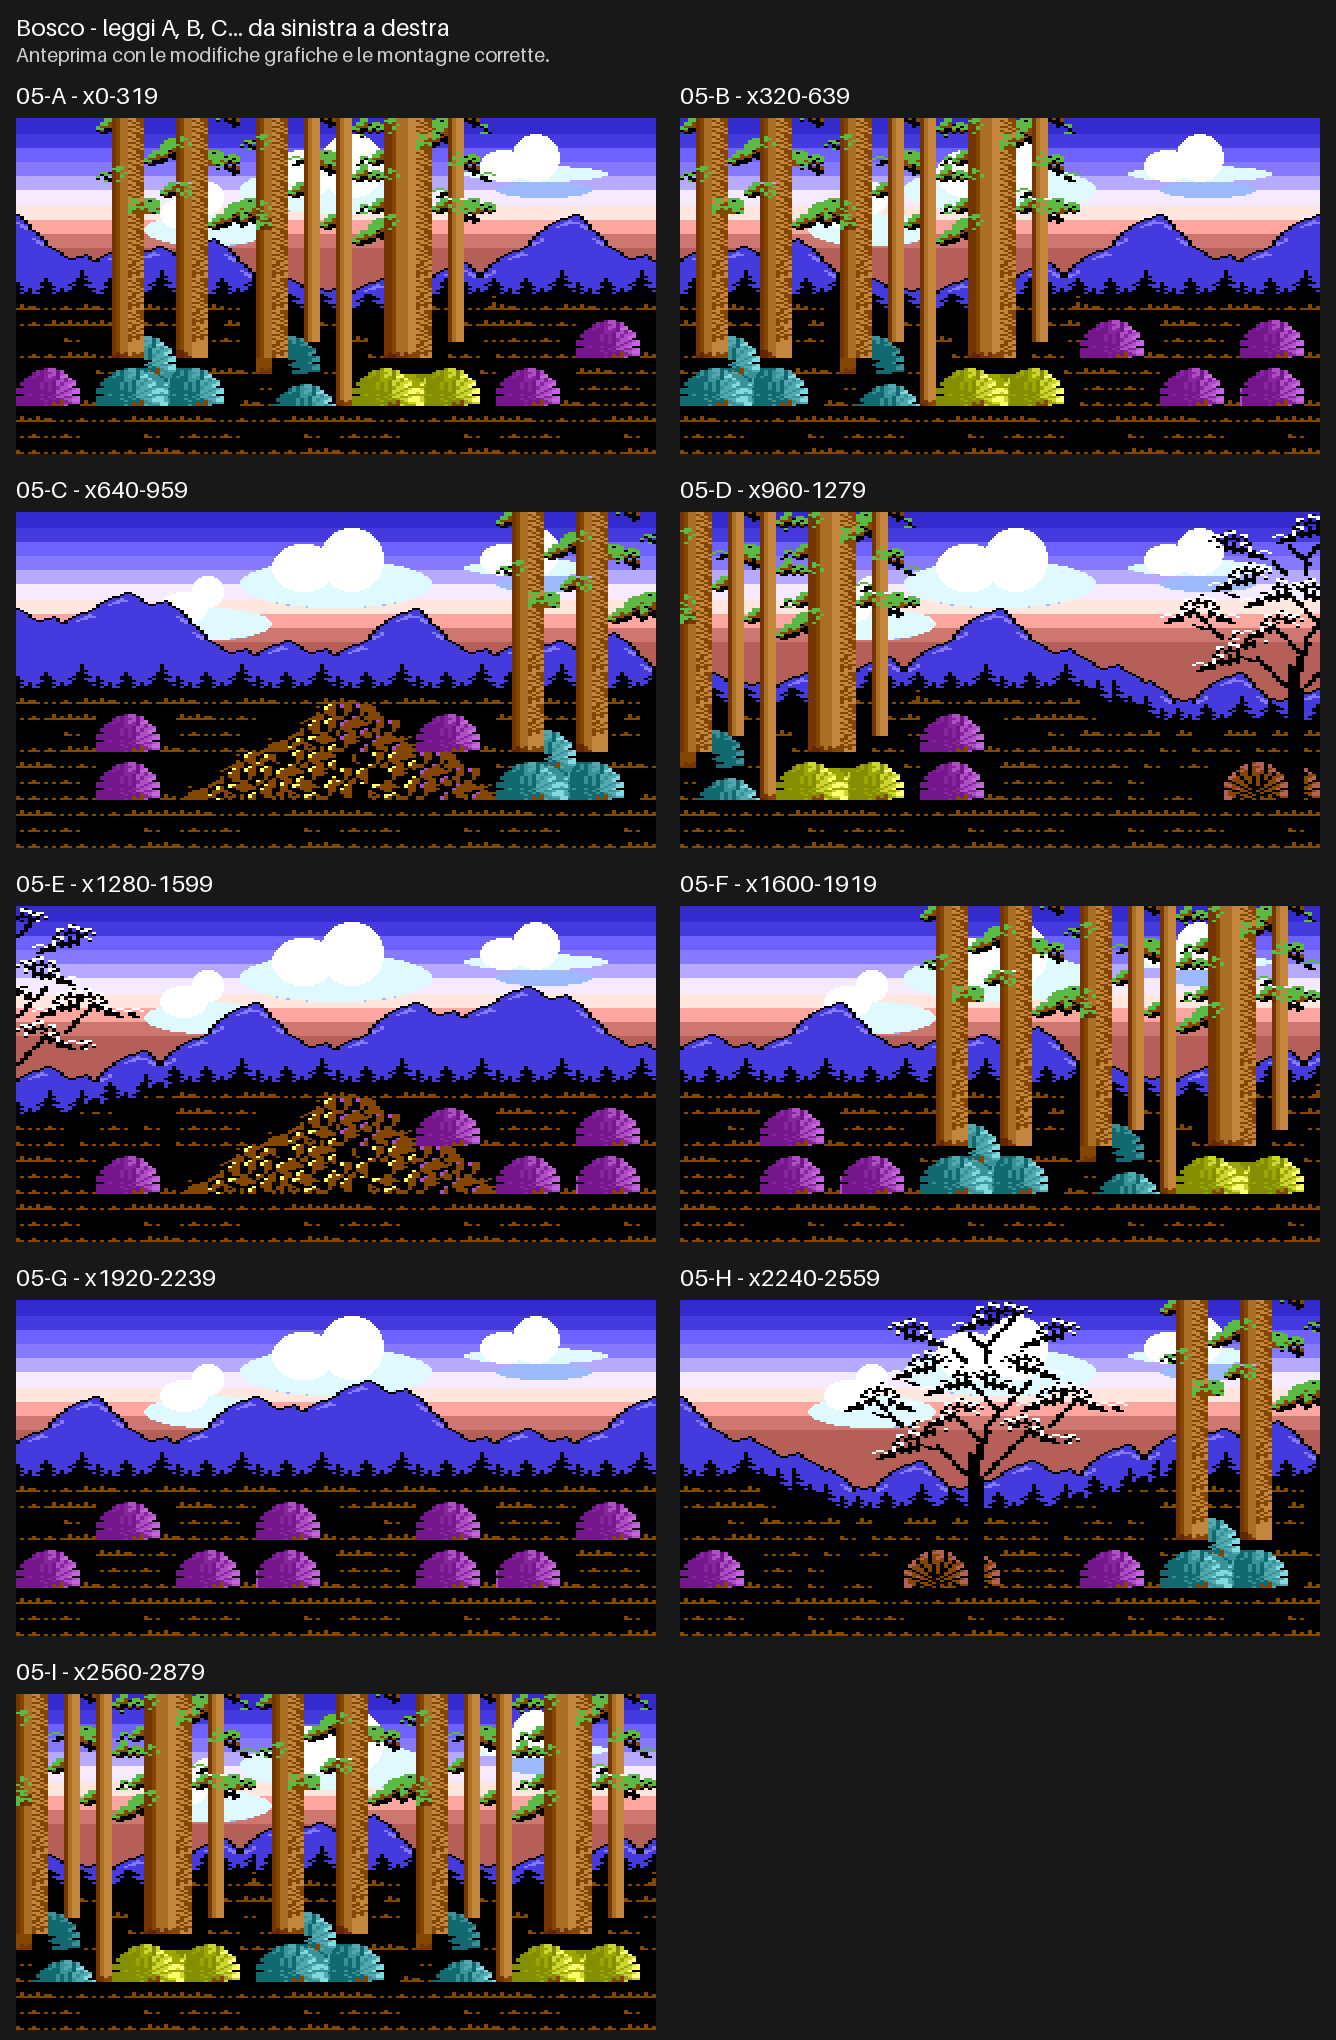 Bosco - leggi A, B, C... da sinistra a destra
Anteprima con le modifiche grafiche e le montagne corrette.
05-A - x0-319
05-B - x320-639
05-C - x640-959
05-D - x960-1279
05-E - x1280-1599
05-F - x1600-1919
05-G - x1920-2239
05-H - x2240-2559
05-I - x2560-2879